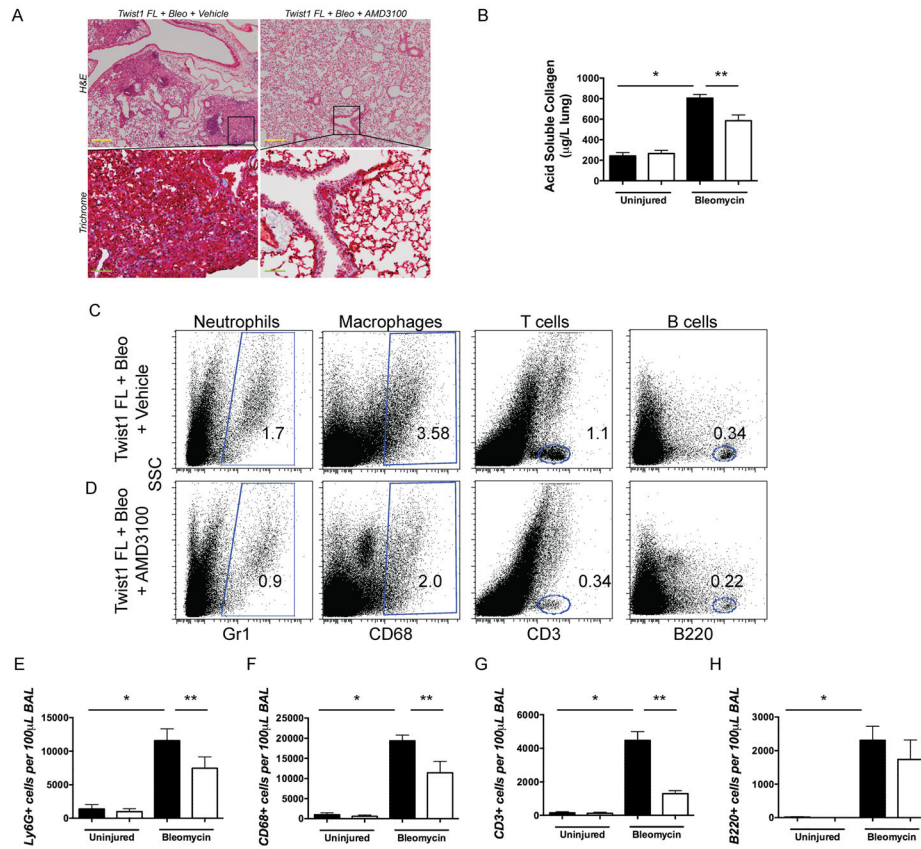 A
Twist1 FL + Bleo + Vehicle
Twist1 FL + Bleo + AMD3100
H&E
Trichrome
B
Acid Soluble Collagen
(μg/L lung)
1000
800
600
400
200
0
*
**
Uninjured
Bleomycin
C
Neutrophils
Macrophages
T cells
B cells
Twist1 FL + Bleo
+ Vehicle
1.7
3.58
1.1
0.34
SSC
D
Twist1 FL + Bleo
+ AMD3100
0.9
2.0
0.34
0.22
Gr1
CD68
CD3
B220
E
Ly6G+ cells per 100μL BAL
15000
10000
5000
0
*
**
Uninjured
Bleomycin
F
CD68+ cells per 100μL BAL
25000
20000
15000
10000
5000
0
*
**
Uninjured
Bleomycin
G
CD3+ cells per 100μL BAL
6000
4000
2000
0
*
**
Uninjured
Bleomycin
H
B220+ cells per 100μL BAL
3000
2000
1000
0
*
Uninjured
Bleomycin